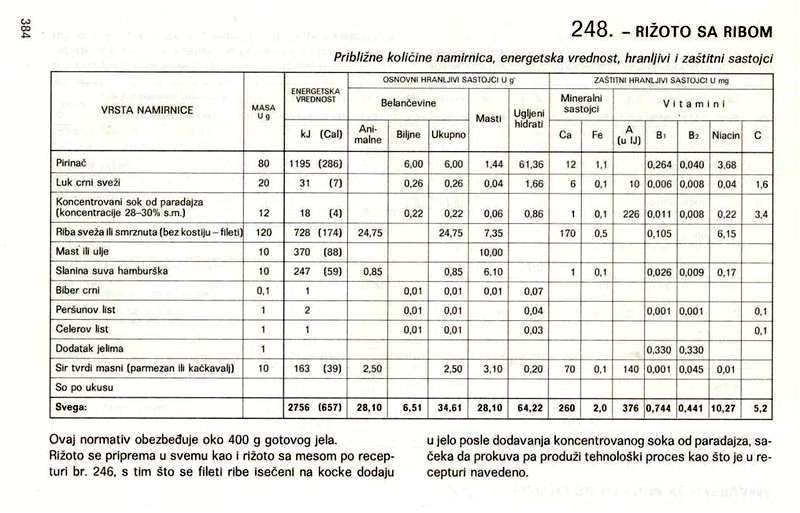 384
248. – RIŽOTO SA RIBOM
Približne količine namirnica, energetska vrednost, hranljivi i zaštitni sastojci
VRSTA NAMIRNICE MASA U g ENERGETSKA VREDNOST OSNOVNI HRANLJIVI SASTOJCI U g ZAŠTITNI HRANLJIVI SASTOJCI U mg
Belančevine Masti Ugljeni hidrati Mineralni sastojci Vitamini
kJ (Cal) Ani-malne Biljne Ukupno Ca Fe A (u IJ) B1 B2 Niacin C
Pirinač 80 1195 (286) 6,00 6,00 1,44 61,36 12 1,1 0,264 0,040 3,68
Luk crni sveži 20 31 (7) 0,26 0,26 0,04 1,66 6 0,1 10 0,006 0,008 0,04 1,6
Koncentrovani sok od paradajza
(koncentracije 28–30% s.m.) 12 18 (4) 0,22 0,22 0,06 0,86 1 0,1 226 0,011 0,008 0,22 3,4
Riba sveža ili smrznuta (bez kostiju – fileti) 120 728 (174) 24,75 24,75 7,35 170 0,5 0,105 6,15
Mast ili ulje 10 370 (88) 10,00
Slanina suva hamburška 10 247 (59) 0,85 0,85 6,10 1 0,1 0,026 0,009 0,17
Biber crni 0,1 1 0,01 0,01 0,01 0,07
Peršunov list 1 2 0,01 0,01 0,04 0,001 0,001 0,1
Celerov list 1 1 0,01 0,01 0,03 0,1
Dodatak jelima 1 0,330 0,330
Sir tvrdi masni (parmezan ili kačkavalj) 10 163 (39) 2,50 2,50 3,10 0,20 70 0,1 140 0,001 0,045 0,01
So po ukusu
Svega: 2756 (657) 28,10 6,51 34,61 28,10 64,22 260 2,0 376 0,744 0,441 10,27 5,2
Ovaj normativ obezbeđuje oko 400 g gotovog jela.
Rižoto se priprema u svemu kao i rižoto sa mesom po recep-
turi br. 246, s tim što se fileti ribe isečeni na kocke dodaju
u jelo posle dodavanja koncentrovanog soka od paradajza, sa-
čeka da prokuva pa produži tehnološki proces kao što je u re-
cepturi navedeno.